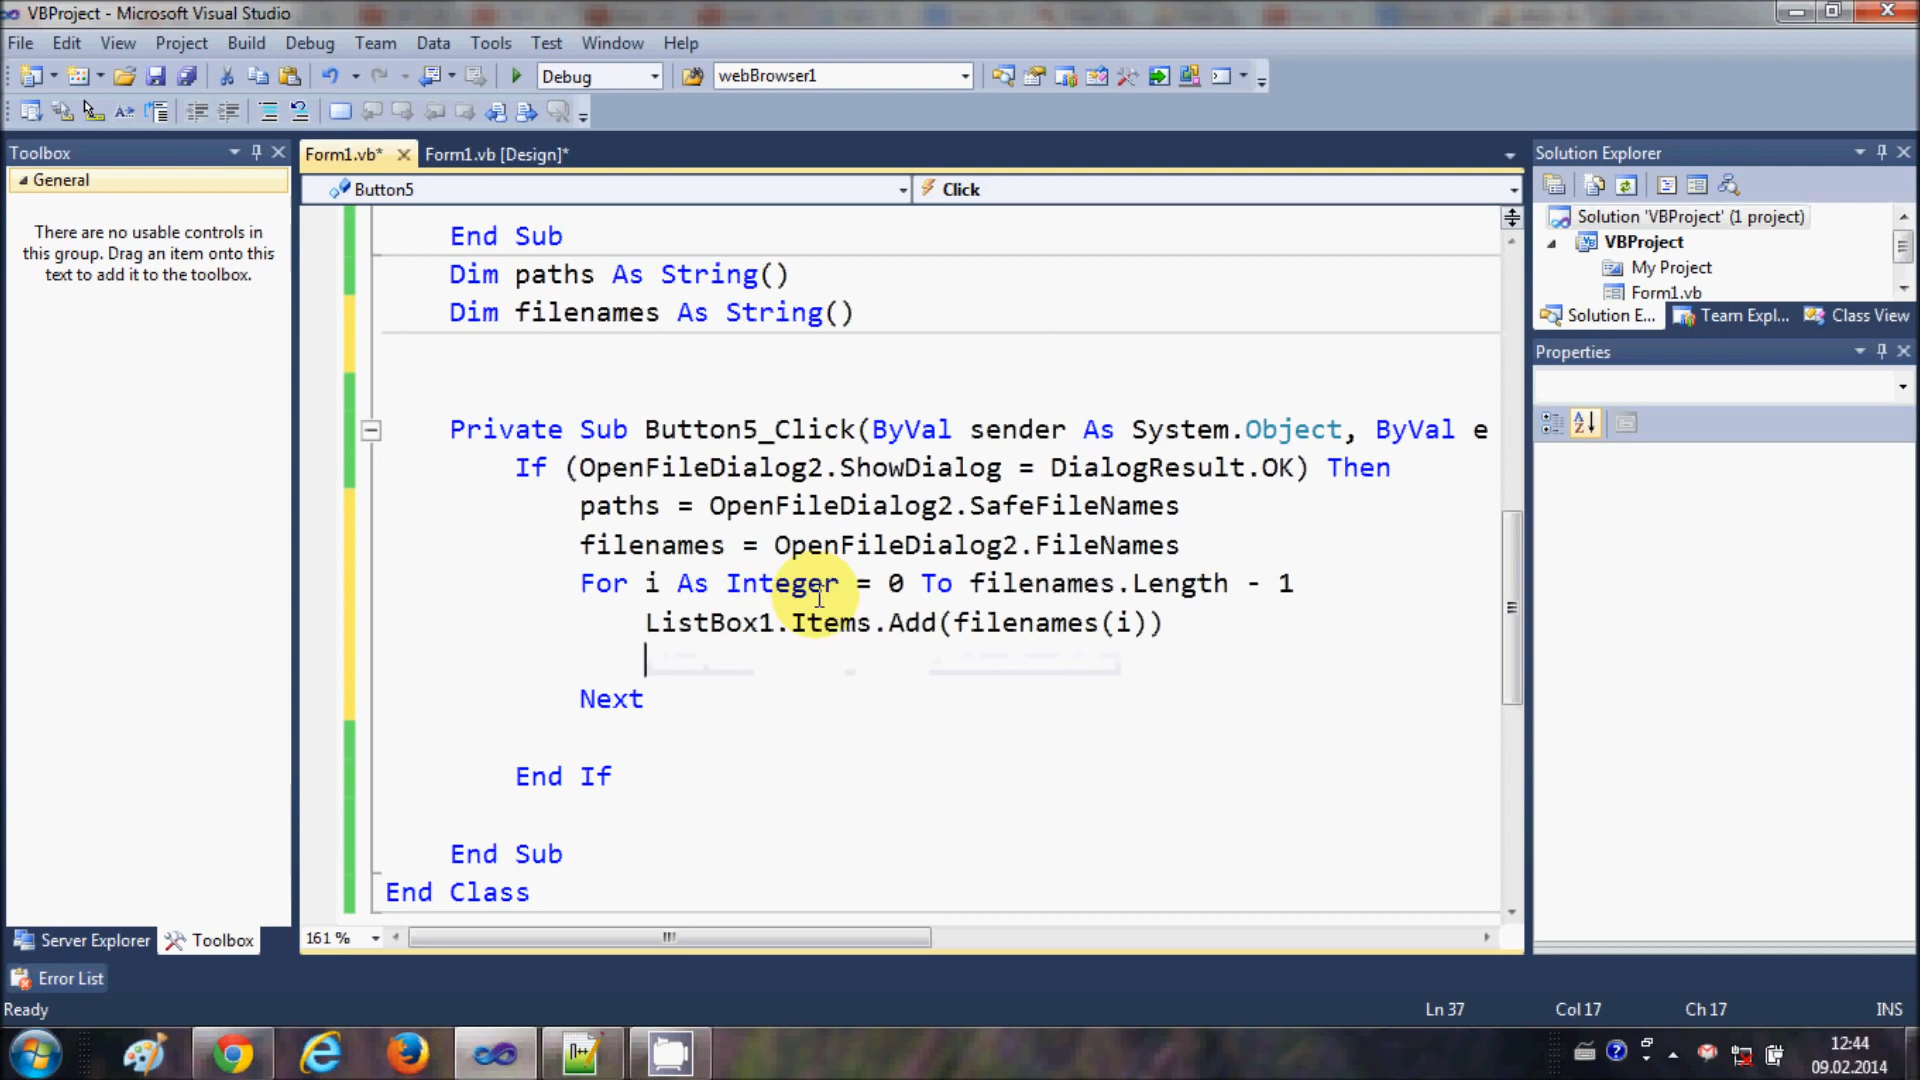 VBProject - Microsoft Visual Studio
File Edit View Project Build Debug Team Data Tools Test Window Help
Debug webBrowser1
Toolbox
General
There are no usable controls in
this group. Drag an item onto this
text to add it to the toolbox.
Server Explorer Toolbox
Form1.vb* Form1.vb [Design]*
Button5 Click
End Sub
Dim paths As String()
Dim filenames As String()
Private Sub Button5_Click(ByVal sender As System.Object, ByVal e
If (OpenFileDialog2.ShowDialog = DialogResult.OK) Then
paths = OpenFileDialog2.SafeFileNames
filenames = OpenFileDialog2.FileNames
For i As Integer = 0 To filenames.Length - 1
ListBox1.Items.Add(filenames(i))
Next
End If
End Sub
End Class
161 %
Solution Explorer
Solution 'VBProject' (1 project)
VBProject
My Project
Form1.vb
Solution E... Team Expl... Class View
Properties
Error List
Ready Ln 37 Col 17 Ch 17 INS
12:44
09.02.2014